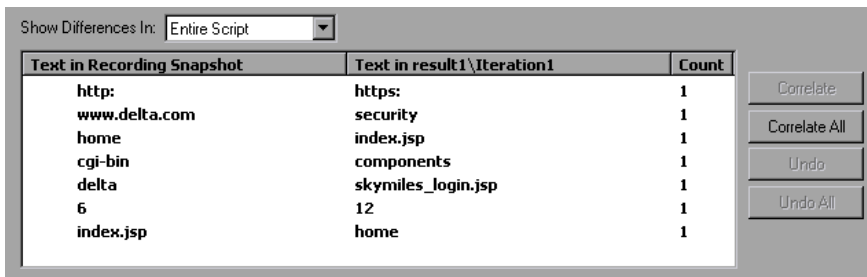 Show Differences In: Entire Script
Text in Recording Snapshot Text in result1\Iteration1 Count
http: https: 1
www.delta.com security 1
home index.jsp 1
cgi-bin components 1
delta skymiles_login.jsp 1
6 12 1
index.jsp home 1
Correlate
Correlate All
Undo
Undo All